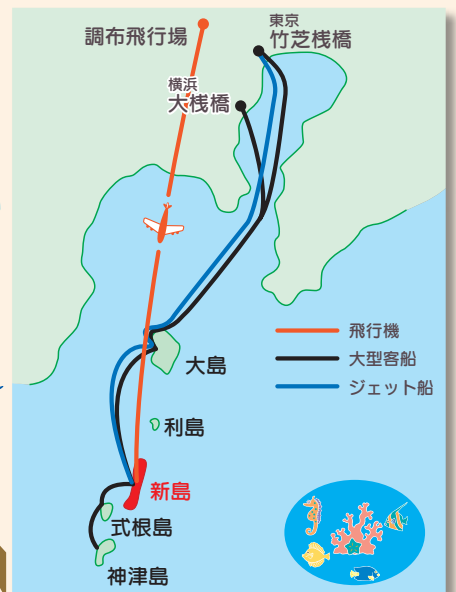 調布飛行場
東京
竹芝桟橋
横浜
大桟橋
飛行機
大型客船
ジェット船
大島
利島
新島
式根島
神津島